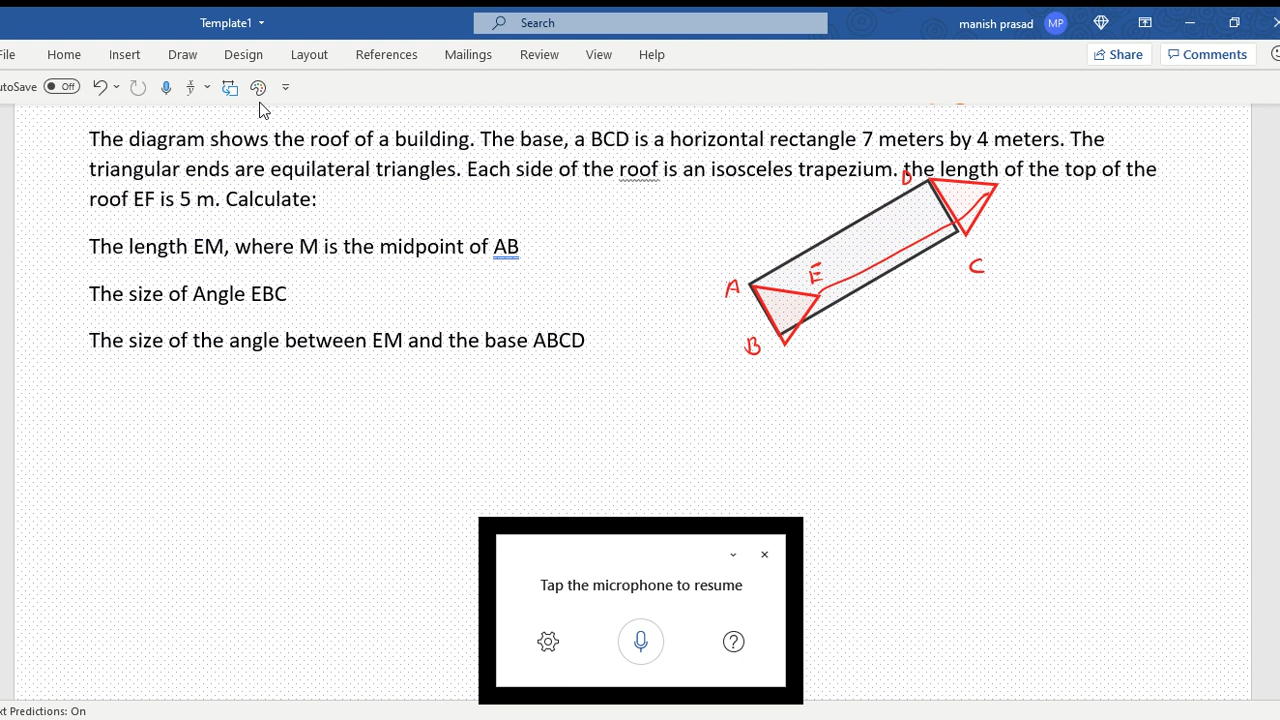 Template1
Search
manish prasad
MP
File
Home
Insert
Draw
Design
Layout
References
Mailings
Review
View
Help
Share
Comments
utoSave
Off
x
y
The diagram shows the roof of a building. The base, a BCD is a horizontal rectangle 7 meters by 4 meters. The
triangular ends are equilateral triangles. Each side of the roof is an isosceles trapezium. the length of the top of the
roof EF is 5 m. Calculate:
The length EM, where M is the midpoint of AB
The size of Angle EBC
The size of the angle between EM and the base ABCD
D
E
A
C
B
Tap the microphone to resume
?
xt Predictions: On